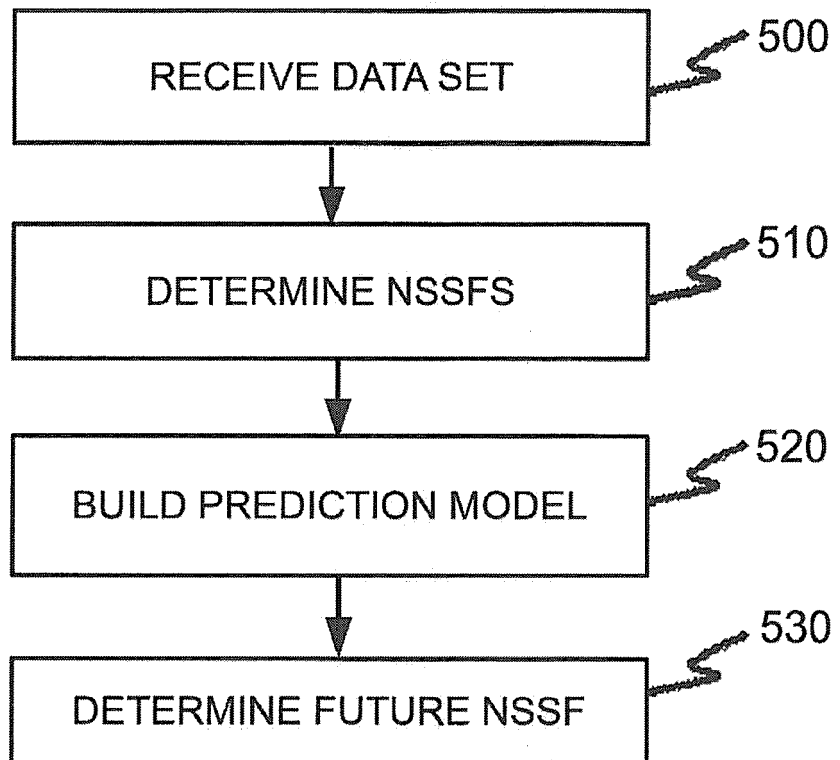 RECEIVE DATA SET
500
DETERMINE NSSFS
510
BUILD PREDICTION MODEL
520
DETERMINE FUTURE NSSF
530